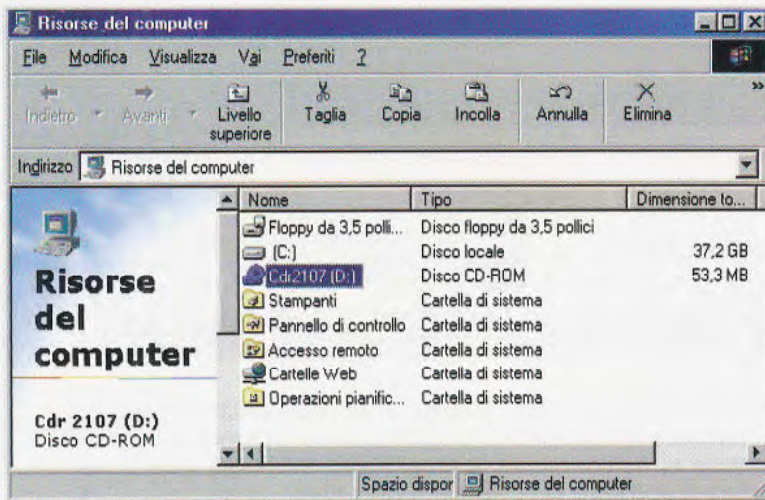 Risorse del computer
File Modifica Visualizza Vai Preferiti ?
Indietro Avanti Livello superiore Taglia Copia Incolla Annulla Elimina »
Indirizzo Risorse del computer
Nome Tipo Dimensione to...
Floppy da 3,5 polli... Disco floppy da 3,5 pollici
(C:) Disco locale 37,2 GB
Cdr2107 (D:) Disco CD-ROM 53,3 MB
Stampanti Cartella di sistema
Pannello di controllo Cartella di sistema
Accesso remoto Cartella di sistema
Cartelle Web Cartella di sistema
Operazioni pianific... Cartella di sistema
Risorse
del
computer
Cdr 2107 (D:)
Disco CD-ROM
Spazio dispor Risorse del computer